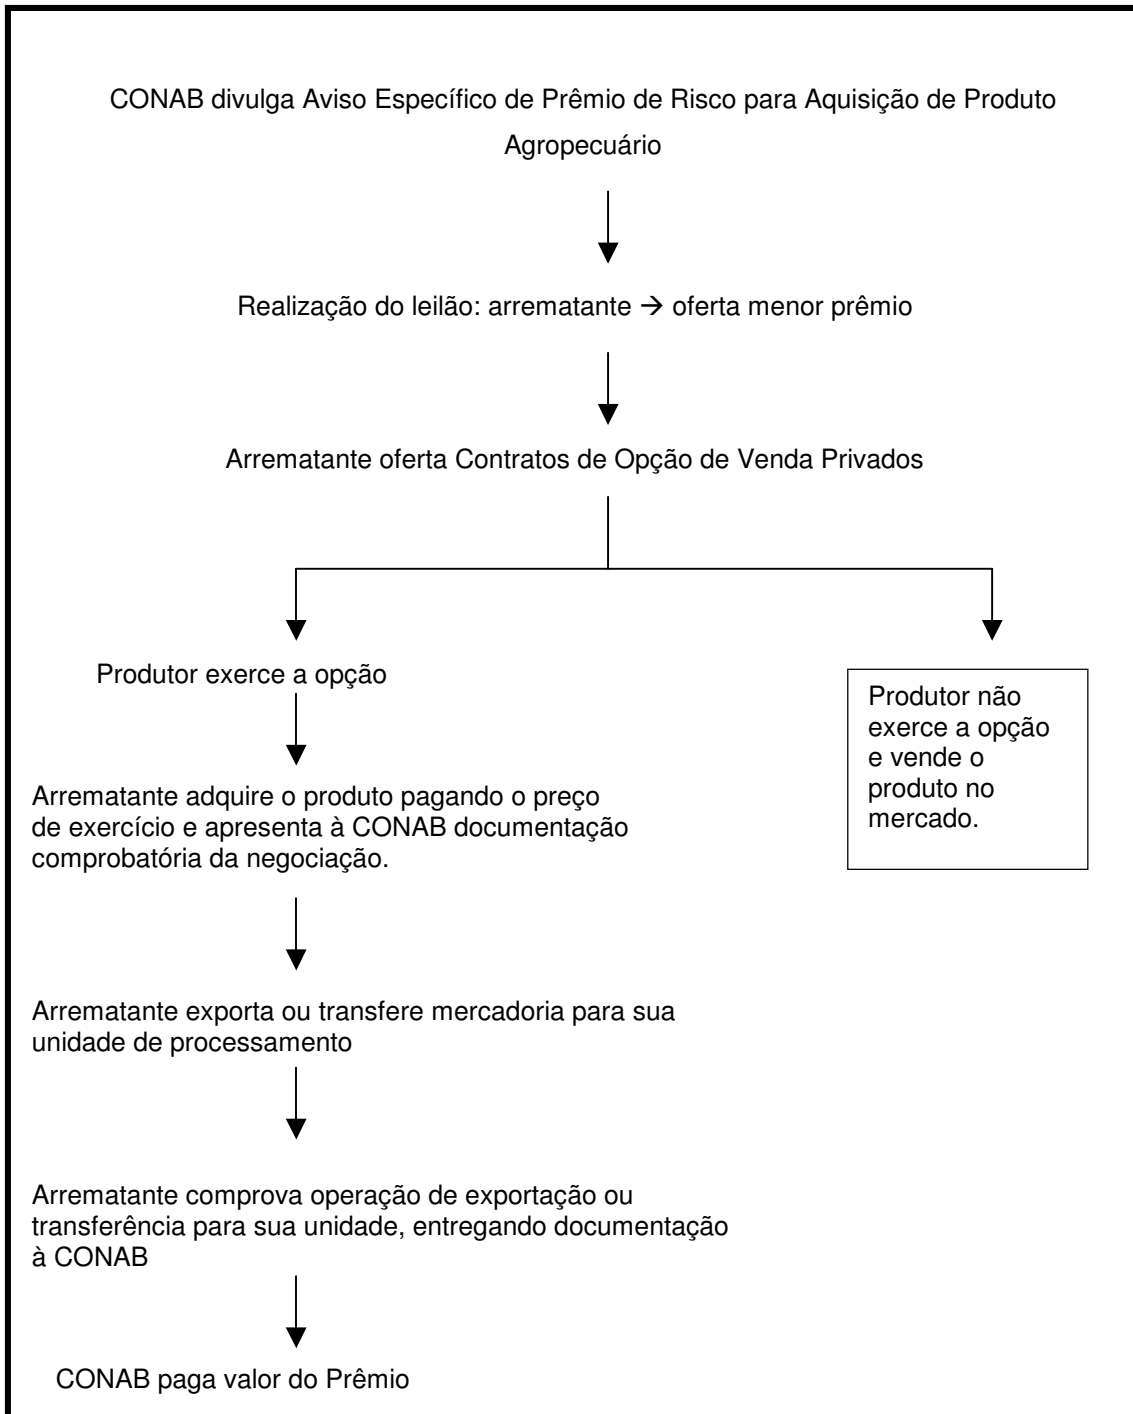 CONAB divulga Aviso Específico de Prêmio de Risco para Aquisição de Produto
Agropecuário
Realização do leilão: arrematante → oferta menor prêmio
Arrematante oferta Contratos de Opção de Venda Privados
Produtor exerce a opção
Produtor não
exerce a opção
e vende o
produto no
mercado.
Arrematante adquire o produto pagando o preço
de exercício e apresenta à CONAB documentação
comprobatória da negociação.
Arrematante exporta ou transfere mercadoria para sua
unidade de processamento
Arrematante comprova operação de exportação ou
transferência para sua unidade, entregando documentação
à CONAB
CONAB paga valor do Prêmio